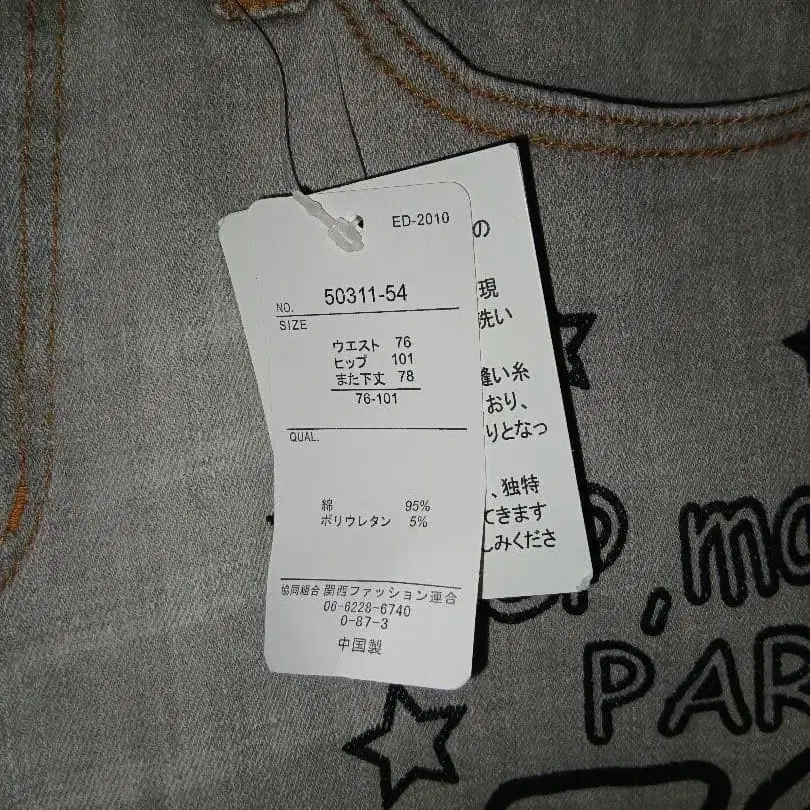 ED-2010
NO. 50311-54
SIZE
ウエスト 76
ヒップ 101
また下丈 78
76-101
QUAL.
綿 95%
ポリウレタン 5%
協同組合 関西ファッション連合
06-6228-6740
0-87-3
中国製
の
現
洗い
縫い糸
おり、
りとなっ
、独特
てきます
しみくださ
P,ma
PAR